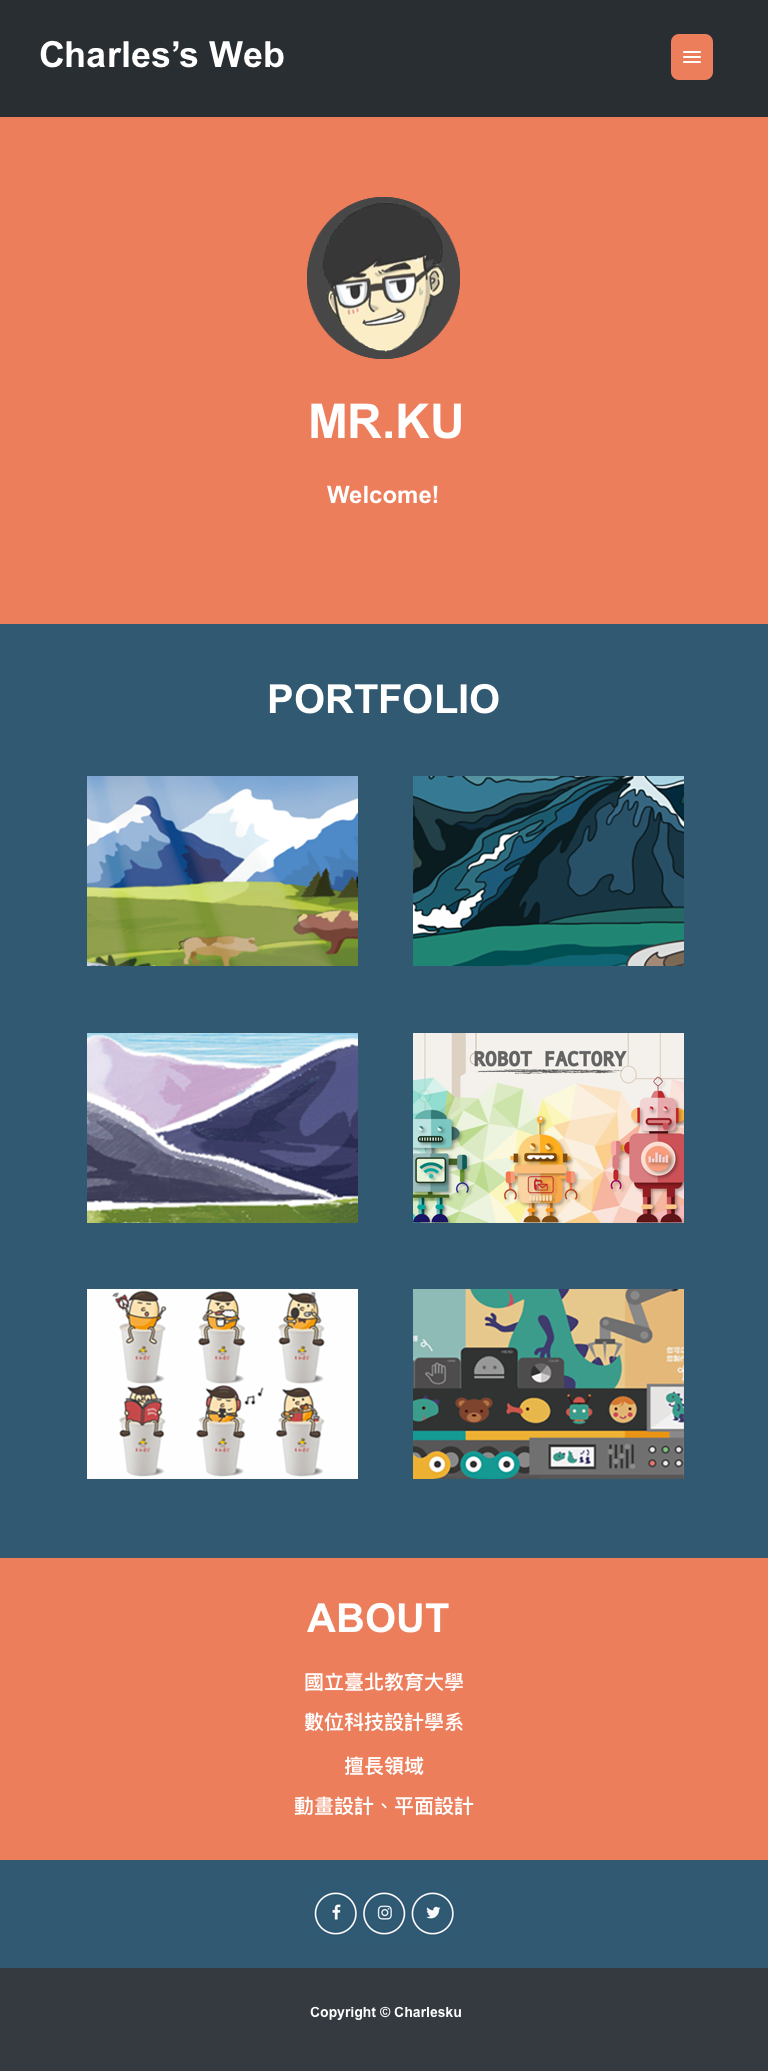 Charles’s Web
MR.KU
Welcome!
PORTFOLIO
ROBOT FACTORY
ABOUT
國立臺北教育大學
數位科技設計學系
擅長領域
動畫設計、平面設計
Copyright © Charlesku